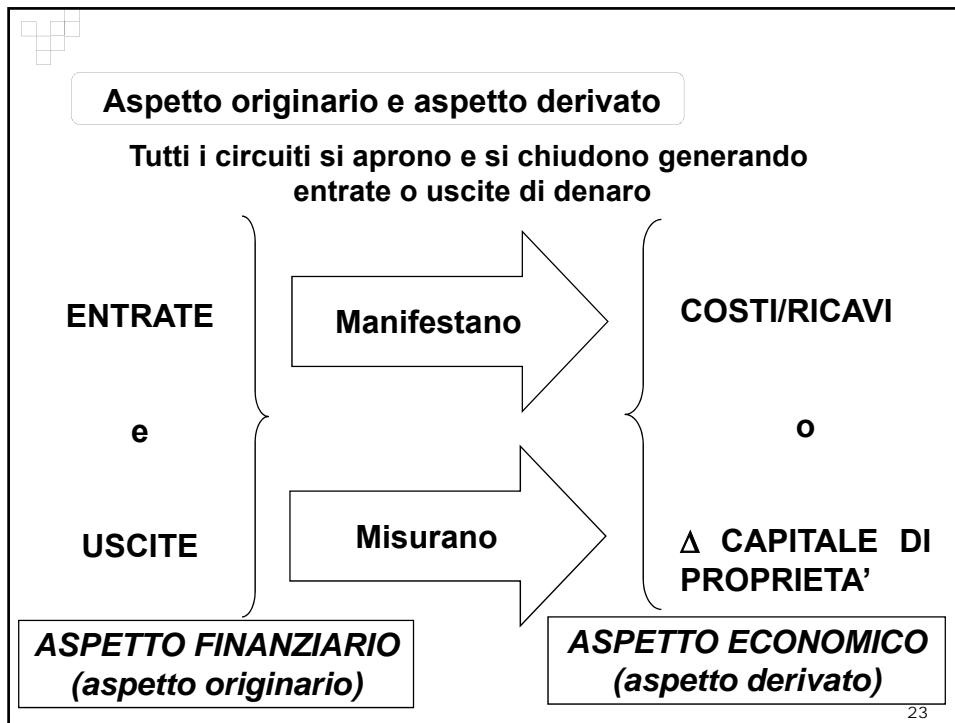 Aspetto originario e aspetto derivato
Tutti i circuiti si aprono e si chiudono generando
entrate o uscite di denaro
ENTRATE
e
USCITE
Manifestano
Misurano
COSTI/RICAVI
o
Δ CAPITALE DI
PROPRIETA’
ASPETTO FINANZIARIO
(aspetto originario)
ASPETTO ECONOMICO
(aspetto derivato)
23